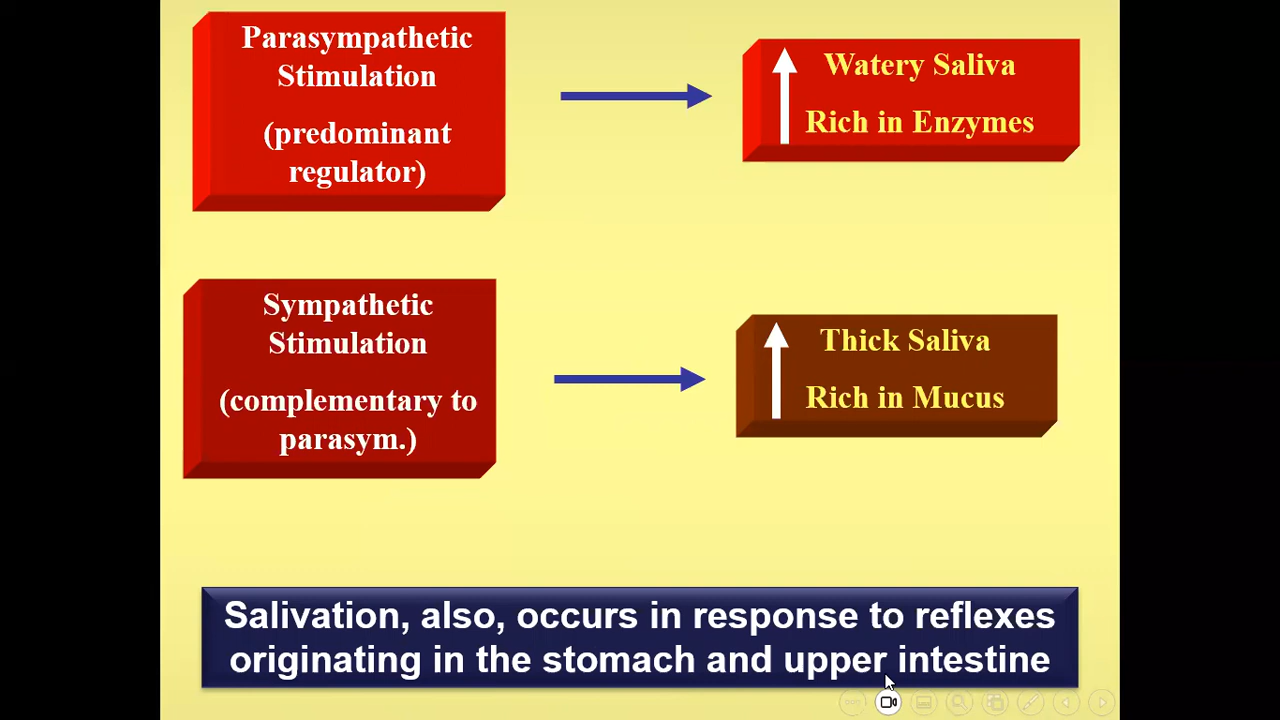 Parasympathetic
Stimulation
(predominant
regulator)
Watery Saliva
Rich in Enzymes
Sympathetic
Stimulation
(complementary to
parasym.)
Thick Saliva
Rich in Mucus
Salivation, also, occurs in response to reflexes
originating in the stomach and upper intestine